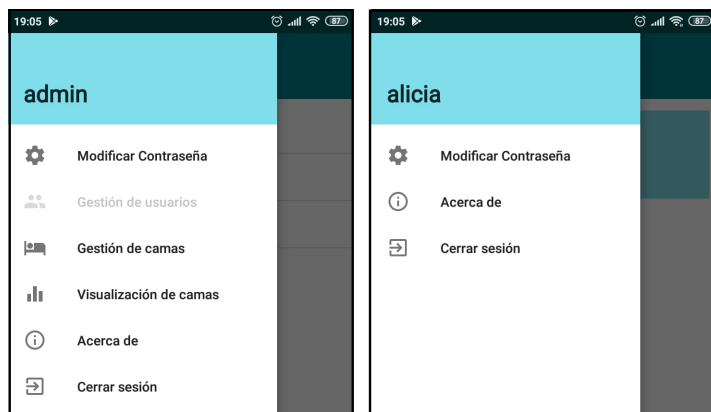 19:05
87
admin
Modificar Contraseña
Gestión de usuarios
Gestión de camas
Visualización de camas
Acerca de
Cerrar sesión
19:05
87
alicia
Modificar Contraseña
Acerca de
Cerrar sesión